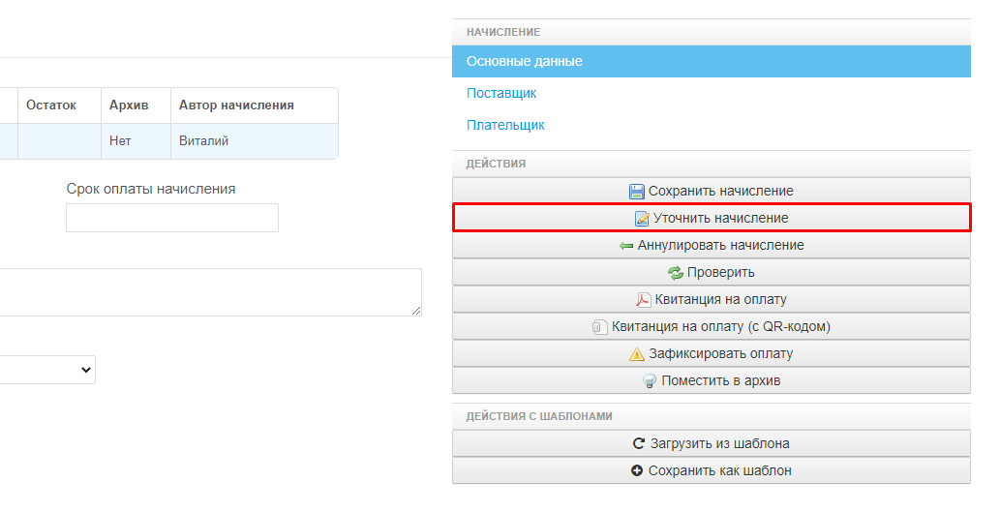 Остаток Архив Автор начисления
Нет Виталий
Срок оплаты начисления
НАЧИСЛЕНИЕ
Основные данные
Поставщик
Плательщик
ДЕЙСТВИЯ
Сохранить начисление
Уточнить начисление
Аннулировать начисление
Проверить
Квитанция на оплату
Квитанция на оплату (с QR-кодом)
Зафиксировать оплату
Поместить в архив
ДЕЙСТВИЯ С ШАБЛОНАМИ
Загрузить из шаблона
Сохранить как шаблон